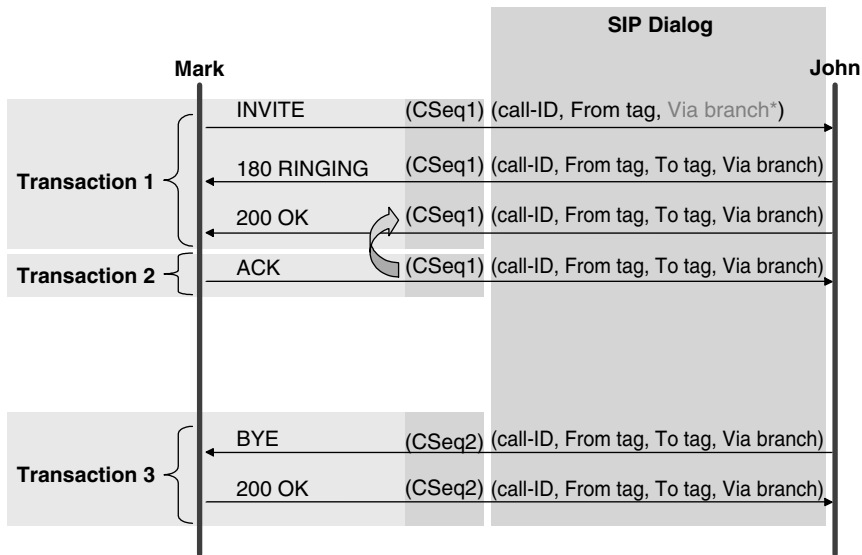 SIP Dialog
Mark
John
INVITE (CSeq1) (call-ID, From tag, Via branch*)
180 RINGING (CSeq1) (call-ID, From tag, To tag, Via branch)
Transaction 1
200 OK (CSeq1) (call-ID, From tag, To tag, Via branch)
Transaction 2
ACK (CSeq1) (call-ID, From tag, To tag, Via branch)
BYE (CSeq2) (call-ID, From tag, To tag, Via branch)
Transaction 3
200 OK (CSeq2) (call-ID, From tag, To tag, Via branch)